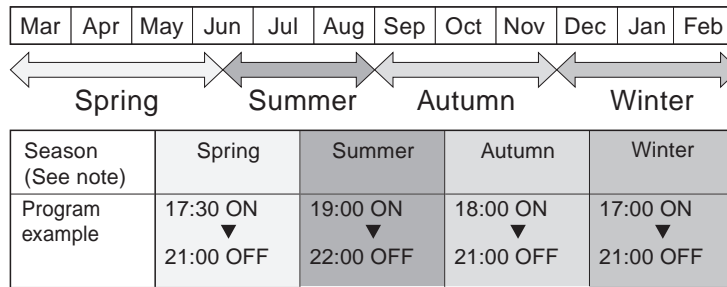 Mar Apr May Jun Jul Aug Sep Oct Nov Dec Jan Feb
Spring Summer Autumn Winter
Season Spring Summer Autumn Winter
(See note)
Program 17:30 ON 19:00 ON 18:00 ON 17:00 ON
example ▼ ▼ ▼ ▼
21:00 OFF 22:00 OFF 21:00 OFF 21:00 OFF